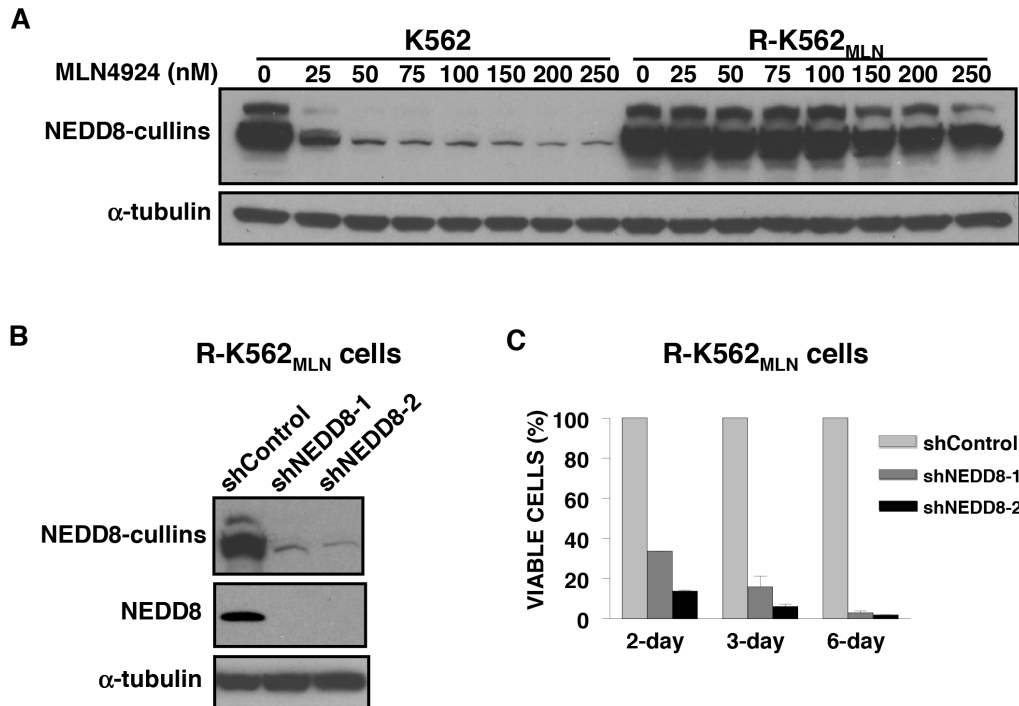 A
K562 R-K562MLN
MLN4924 (nM) 0 25 50 75 100 150 200 250 0 25 50 75 100 150 200 250
NEDD8-cullins
α-tubulin
B
R-K562MLN cells
shControl
shNEDD8-1
shNEDD8-2
NEDD8-cullins
NEDD8
α-tubulin
C
R-K562MLN cells
VIABLE CELLS (%)
100
80
60
40
20
0
2-day 3-day 6-day
shControl
shNEDD8-1
shNEDD8-2